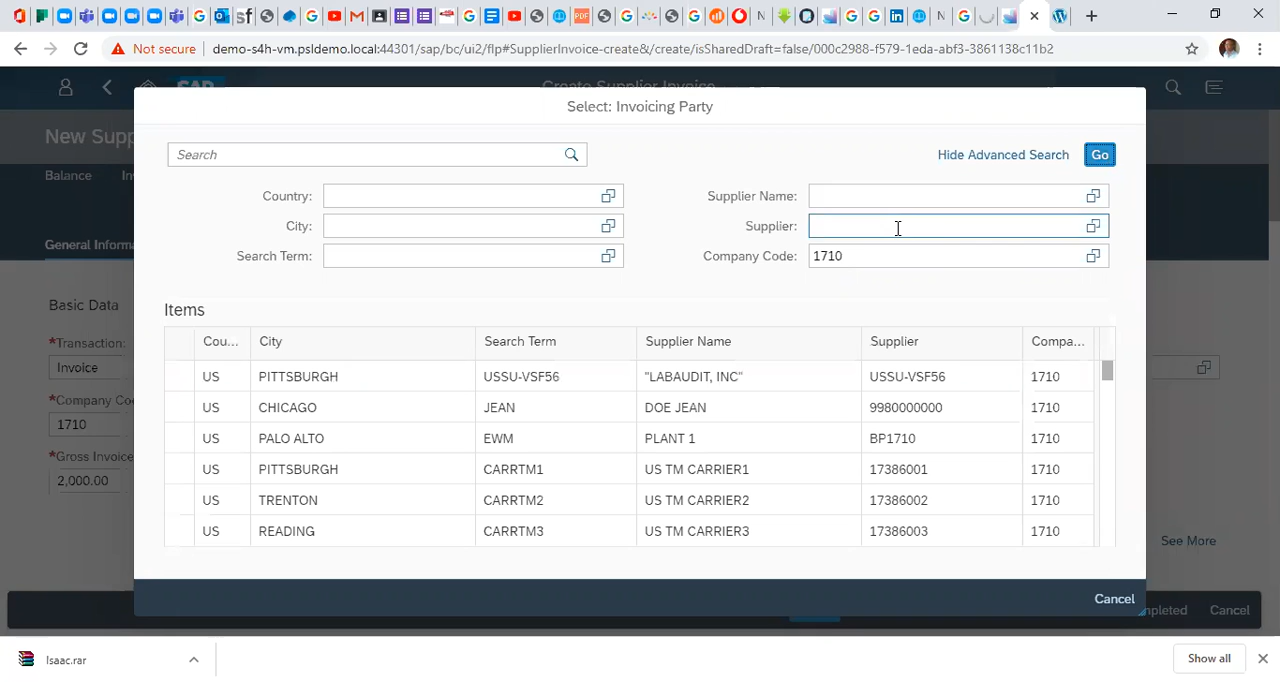 Not secure demo-s4h-vm.psldemo.local:44301/sap/bc/ui2/flp#SupplierInvoice-create&/create/isSharedDraft=false/000c2988-f579-1eda-abf3-3861138c11b2
Create Supplier Invoice
Select: Invoicing Party
New Supp
Search
Hide Advanced Search Go
Balance
Country: Supplier Name:
City: Supplier:
Search Term: Company Code: 1710
General Informa
Basic Data
Items
*Transaction:
Invoice
*Company Co
1710
*Gross Invoice
2,000.00
Cou... City Search Term Supplier Name Supplier Compa...
US PITTSBURGH USSU-VSF56 "LABAUDIT, INC" USSU-VSF56 1710
US CHICAGO JEAN DOE JEAN 9980000000 1710
US PALO ALTO EWM PLANT 1 BP1710 1710
US PITTSBURGH CARRTM1 US TM CARRIER1 17386001 1710
US TRENTON CARRTM2 US TM CARRIER2 17386002 1710
US READING CARRTM3 US TM CARRIER3 17386003 1710
See More
Cancel
mpleted Cancel
Isaac.rar
Show all